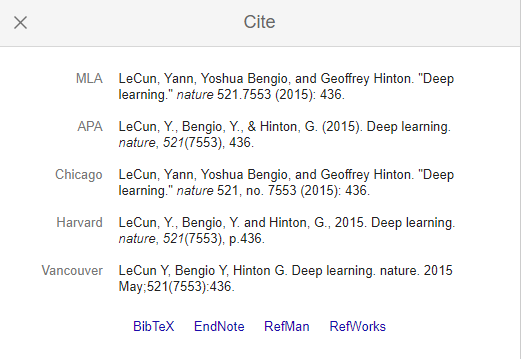 Cite
MLA LeCun, Yann, Yoshua Bengio, and Geoffrey Hinton. "Deep
learning." nature 521.7553 (2015): 436.
APA LeCun, Y., Bengio, Y., & Hinton, G. (2015). Deep learning.
nature, 521(7553), 436.
Chicago LeCun, Yann, Yoshua Bengio, and Geoffrey Hinton. "Deep
learning." nature 521, no. 7553 (2015): 436.
Harvard LeCun, Y., Bengio, Y. and Hinton, G., 2015. Deep learning.
nature, 521(7553), p.436.
Vancouver LeCun Y, Bengio Y, Hinton G. Deep learning. nature. 2015
May;521(7553):436.
BibTeX EndNote RefMan RefWorks